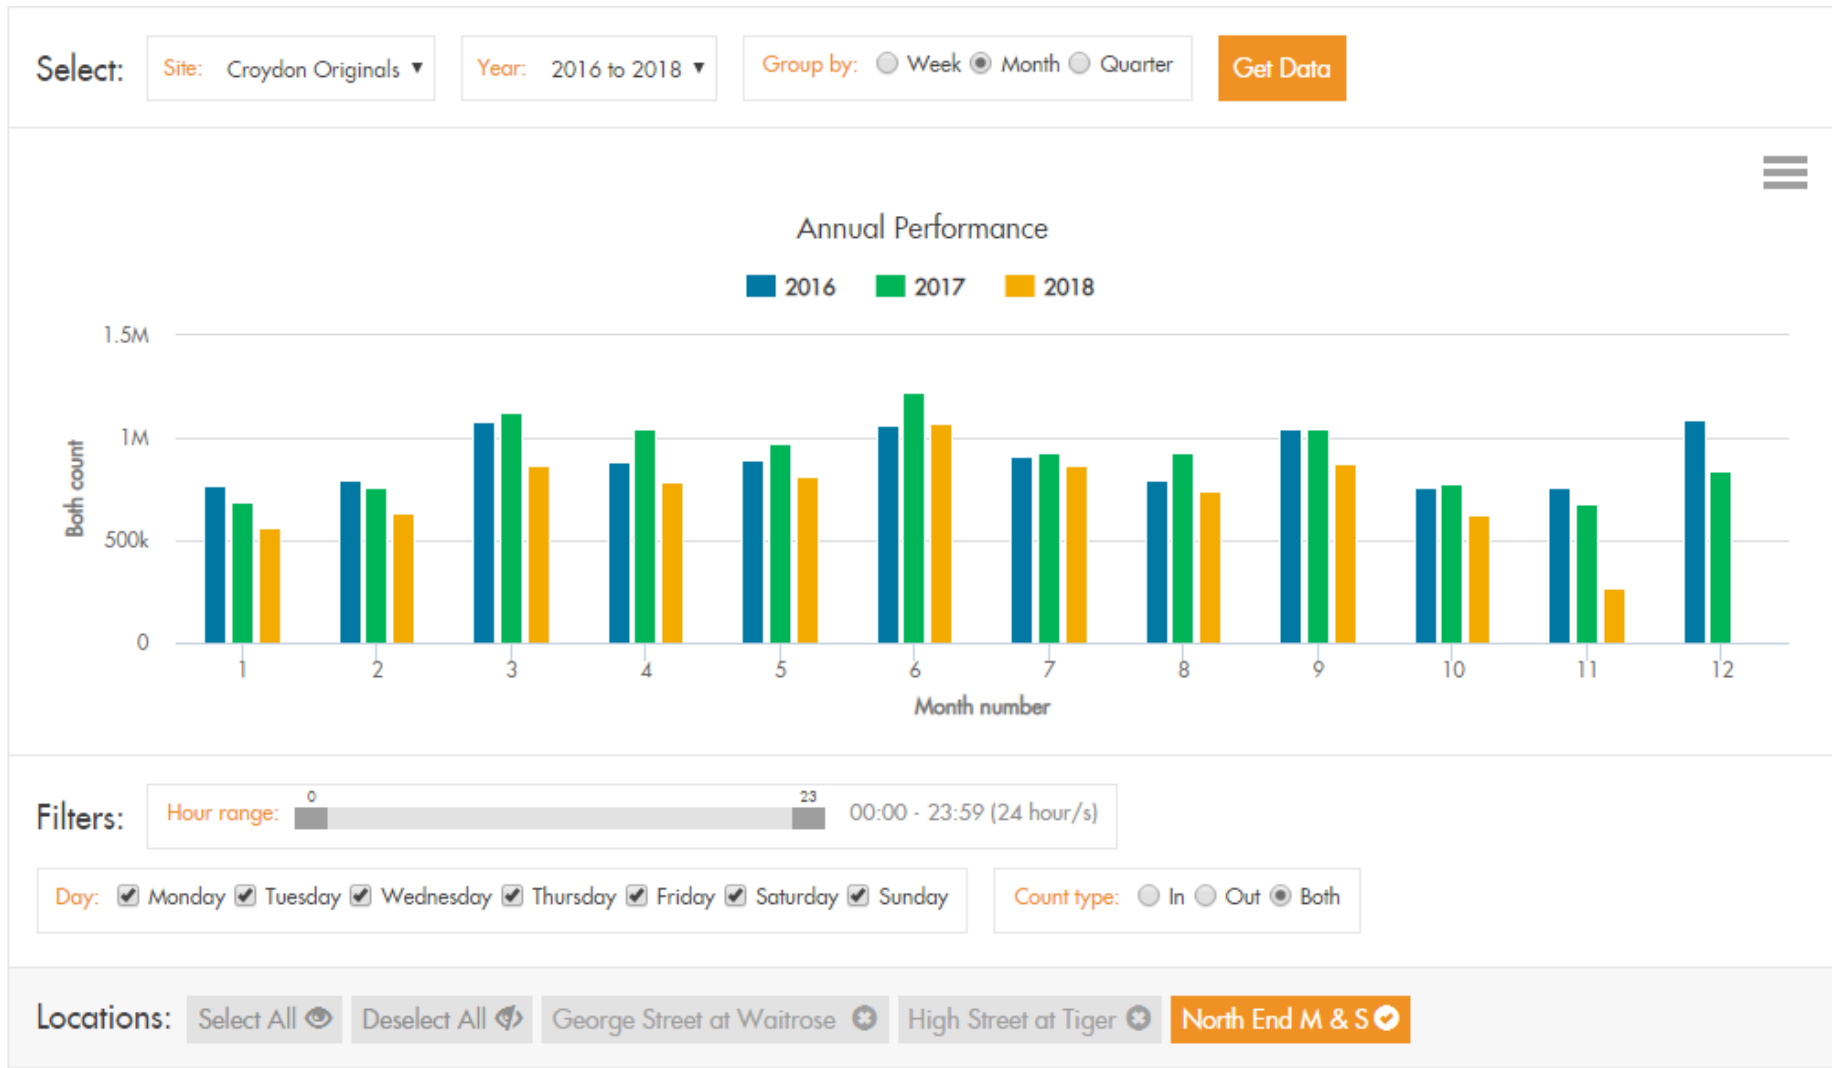 Select: Site: Croydon Originals Year: 2016 to 2018 Group by: Week Month Quarter Get Data
Annual Performance
2016 2017 2018
1.5M
1M
500k
0
Both count
1 2 3 4 5 6 7 8 9 10 11 12
Month number
Filters: Hour range: 0 23 00:00 - 23:59 (24 hour/s)
Day: Monday Tuesday Wednesday Thursday Friday Saturday Sunday Count type: In Out Both
Locations: Select All Deselect All George Street at Waitrose High Street at Tiger North End M & S